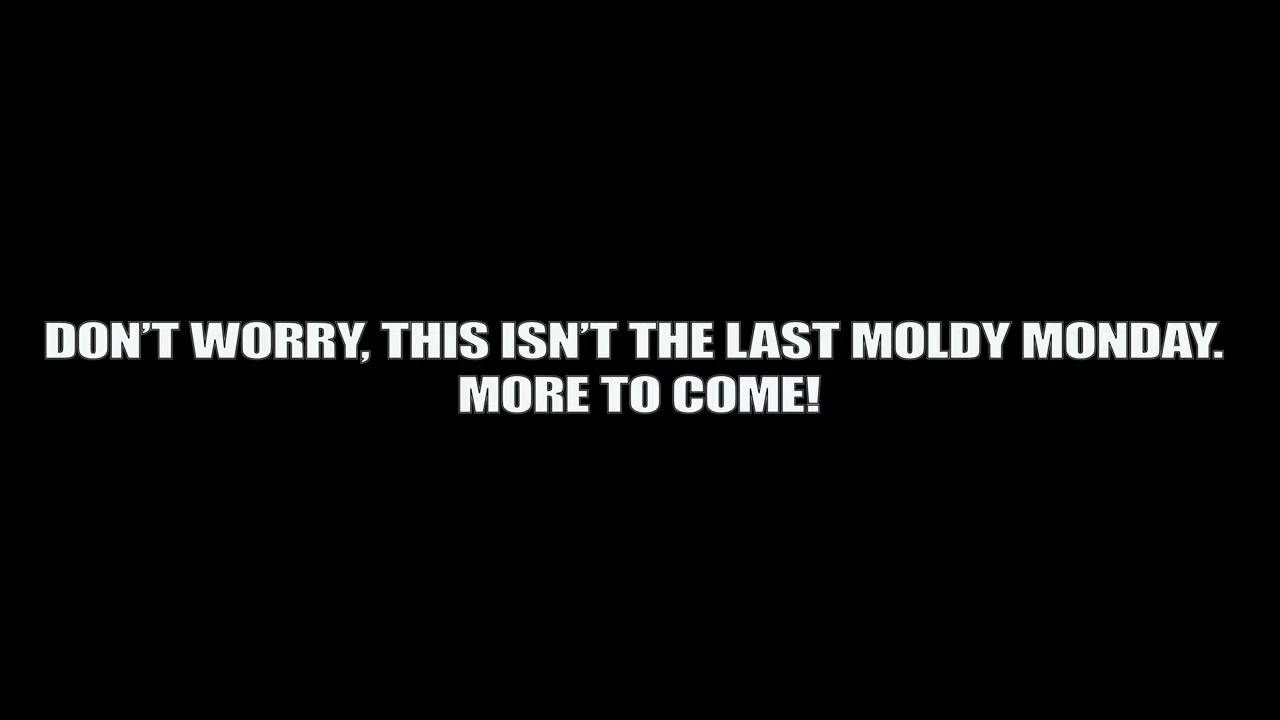 DON’T WORRY, THIS ISN’T THE LAST MOLDY MONDAY.
MORE TO COME!